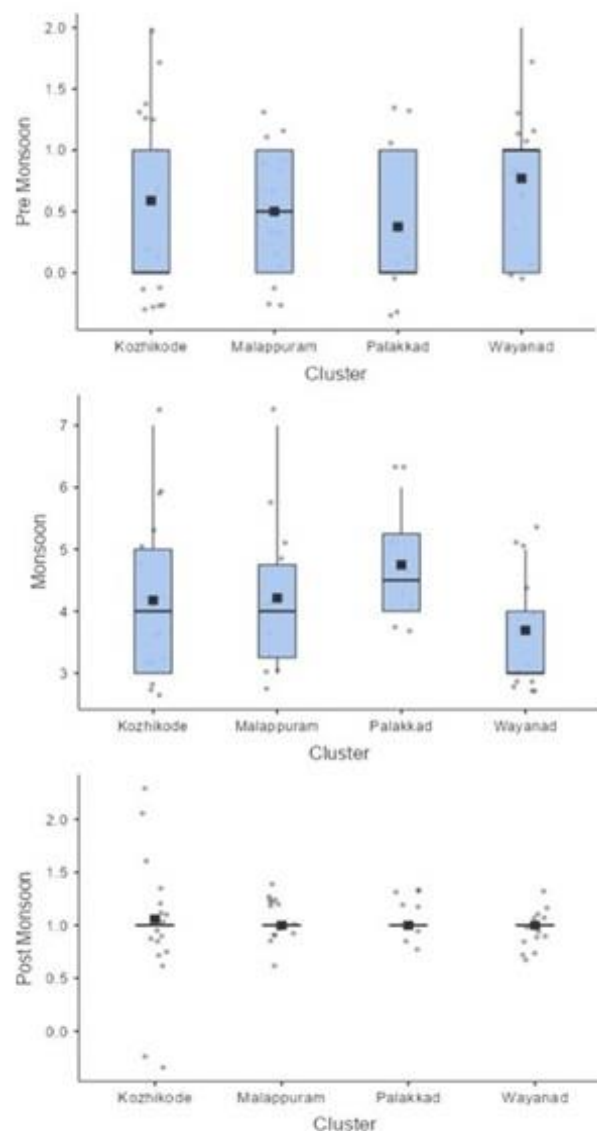 2.0
1.5
1.0
0.5
0.0
Pre Monsoon
Kozhikode Malappuram Palakkad Wayanad
Cluster
7
6
5
4
3
Monsoon
Kozhikode Malappuram Palakkad Wayanad
Cluster
2.0
1.5
1.0
0.5
0.0
Post Monsoon
Kozhikode Malappuram Palakkad Wayanad
Cluster